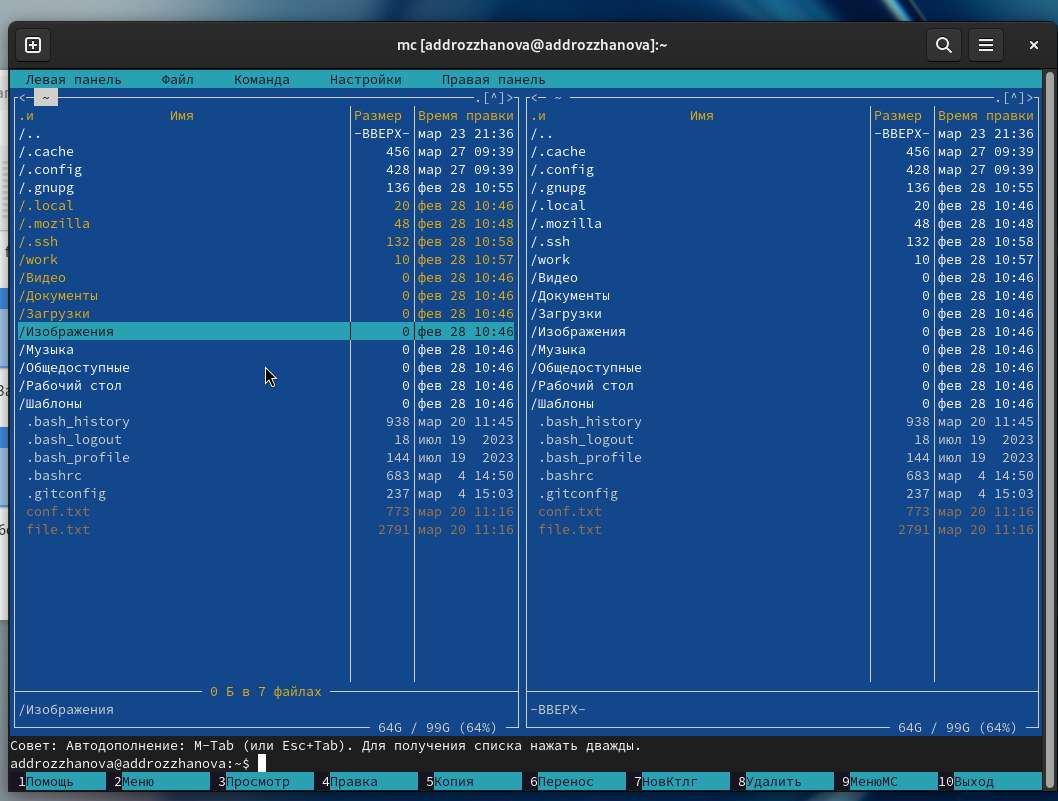 mc [addrozzhanova@addrozzhanova]:~
Левая панель Файл Команда Настройки Правая панель
<─ ~ .[^]> <─ ~ .[^]>
.и Имя Размер Время правки .и Имя Размер Время правки
/.. -ВВЕРХ- мар 23 21:36 /.. -ВВЕРХ- мар 23 21:36
/.cache 456 мар 27 09:39 /.cache 456 мар 27 09:39
/.config 428 мар 27 09:39 /.config 428 мар 27 09:39
/.gnupg 136 фев 28 10:55 /.gnupg 136 фев 28 10:55
/.local 20 фев 28 10:46 /.local 20 фев 28 10:46
/.mozilla 48 фев 28 10:48 /.mozilla 48 фев 28 10:48
/.ssh 132 фев 28 10:58 /.ssh 132 фев 28 10:58
/work 10 фев 28 10:57 /work 10 фев 28 10:57
/Видео 0 фев 28 10:46 /Видео 0 фев 28 10:46
/Документы 0 фев 28 10:46 /Документы 0 фев 28 10:46
/Загрузки 0 фев 28 10:46 /Загрузки 0 фев 28 10:46
/Изображения 0 фев 28 10:46 /Изображения 0 фев 28 10:46
/Музыка 0 фев 28 10:46 /Музыка 0 фев 28 10:46
/Общедоступные 0 фев 28 10:46 /Общедоступные 0 фев 28 10:46
/Рабочий стол 0 фев 28 10:46 /Рабочий стол 0 фев 28 10:46
/Шаблоны 0 фев 28 10:46 /Шаблоны 0 фев 28 10:46
.bash_history 938 мар 20 11:45 .bash_history 938 мар 20 11:45
.bash_logout 18 июл 19 2023 .bash_logout 18 июл 19 2023
.bash_profile 144 июл 19 2023 .bash_profile 144 июл 19 2023
.bashrc 683 мар 4 14:50 .bashrc 683 мар 4 14:50
.gitconfig 237 мар 4 15:03 .gitconfig 237 мар 4 15:03
conf.txt 773 мар 20 11:16 conf.txt 773 мар 20 11:16
file.txt 2791 мар 20 11:16 file.txt 2791 мар 20 11:16
0 Б в 7 файлах
/Изображения -ВВЕРХ-
64G / 99G (64%) 64G / 99G (64%)
Совет: Автодополнение: M-Tab (или Esc+Tab). Для получения списка нажать дважды.
addrozzhanova@addrozzhanova:~$
1Помощь 2Меню 3Просмотр 4Правка 5Копия 6Перенос 7НовКтлг 8Удалить 9МенюMC 10Выход